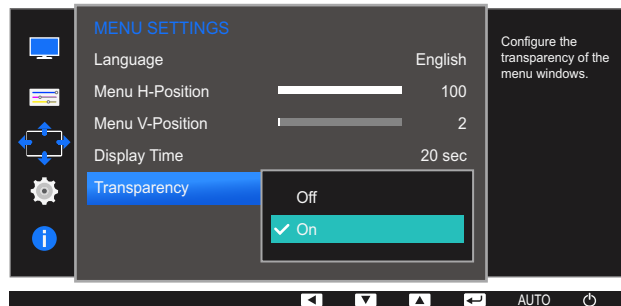 MENU SETTINGS
Language English
Menu H-Position 100
Menu V-Position 2
Display Time 20 sec
Transparency
Off
On
Configure the
transparency of the
menu windows.
AUTO